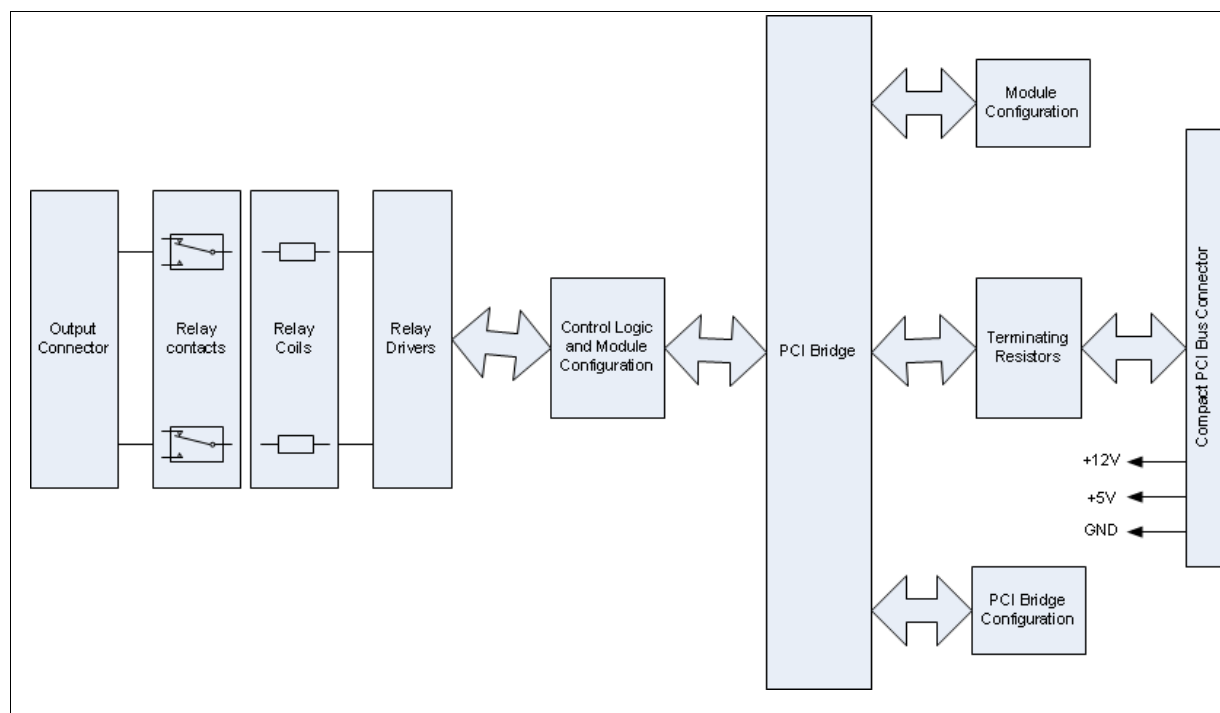 Output
Connector
Relay
contacts
Relay
Coils
Relay
Drivers
Control Logic
and Module
Configuration
PCI Bridge
Module
Configuration
Terminating
Resistors
PCI Bridge
Configuration
Compact PCI Bus Connector
+12V
+5V
GND